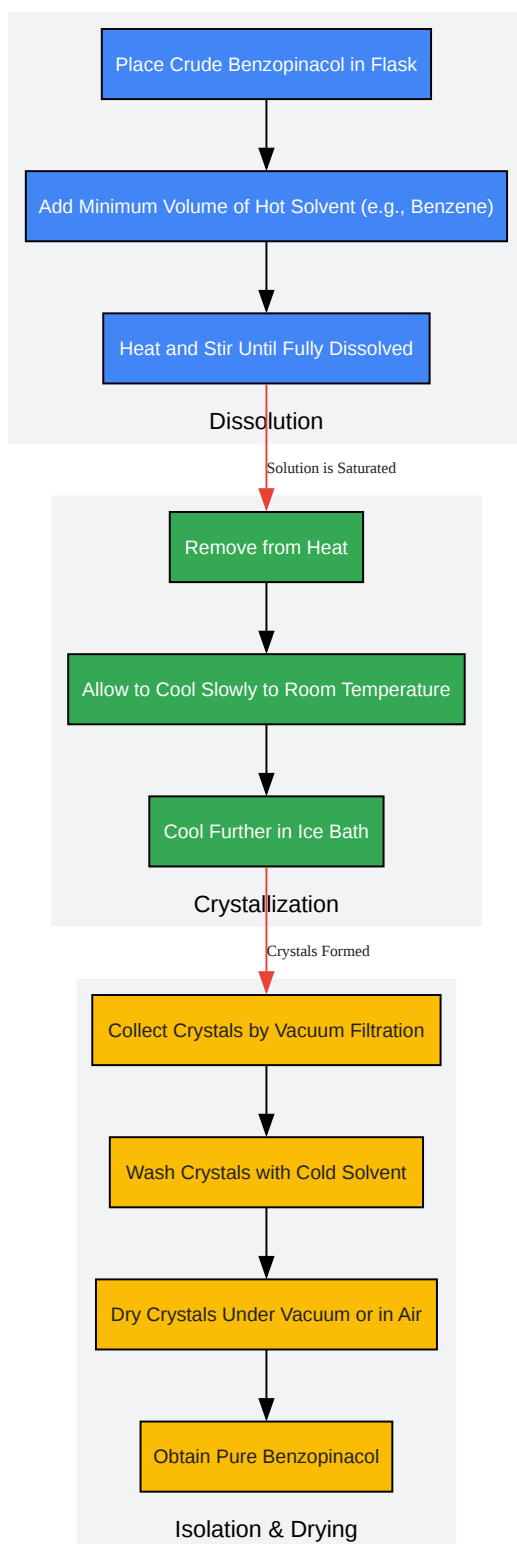 Place Crude Benzopinacol in Flask
Add Minimum Volume of Hot Solvent (e.g., Benzene)
Heat and Stir Until Fully Dissolved
Dissolution
Solution is Saturated
Remove from Heat
Allow to Cool Slowly to Room Temperature
Cool Further in Ice Bath
Crystallization
Crystals Formed
Collect Crystals by Vacuum Filtration
Wash Crystals with Cold Solvent
Dry Crystals Under Vacuum or in Air
Obtain Pure Benzopinacol
Isolation & Drying